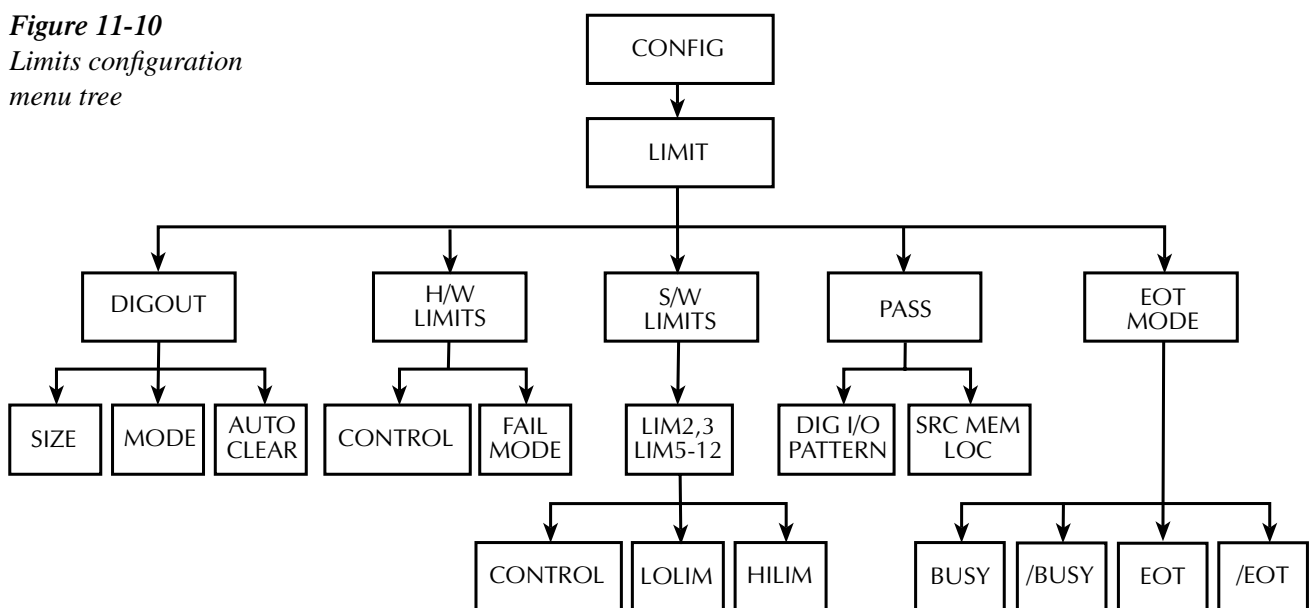 Figure 11-10
Limits configuration
menu tree
CONFIG
LIMIT
DIGOUT
H/W
LIMITS
S/W
LIMITS
PASS
EOT
MODE
SIZE
MODE
AUTO
CLEAR
CONTROL
FAIL
MODE
LIM2,3
LIM5-12
DIG I/O
PATTERN
SRC MEM
LOC
CONTROL
LOLIM
HILIM
BUSY
/BUSY
EOT
/EOT